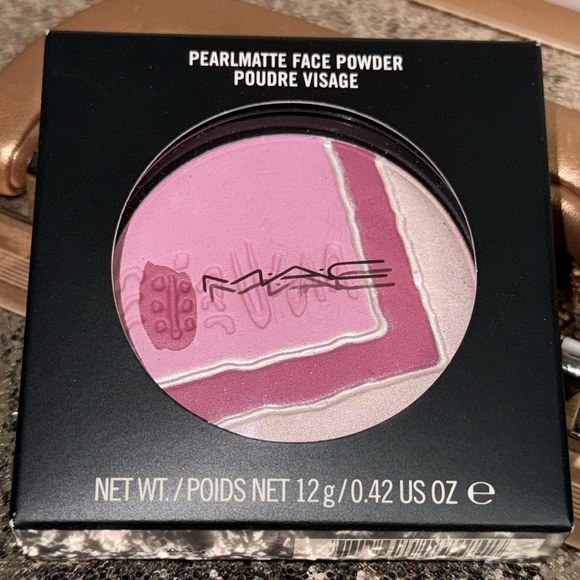 PEARLMATTE FACE POWDER
POUDRE VISAGE
MAC
NET WT./POIDS NET 12 g/0.42 US OZ ℮